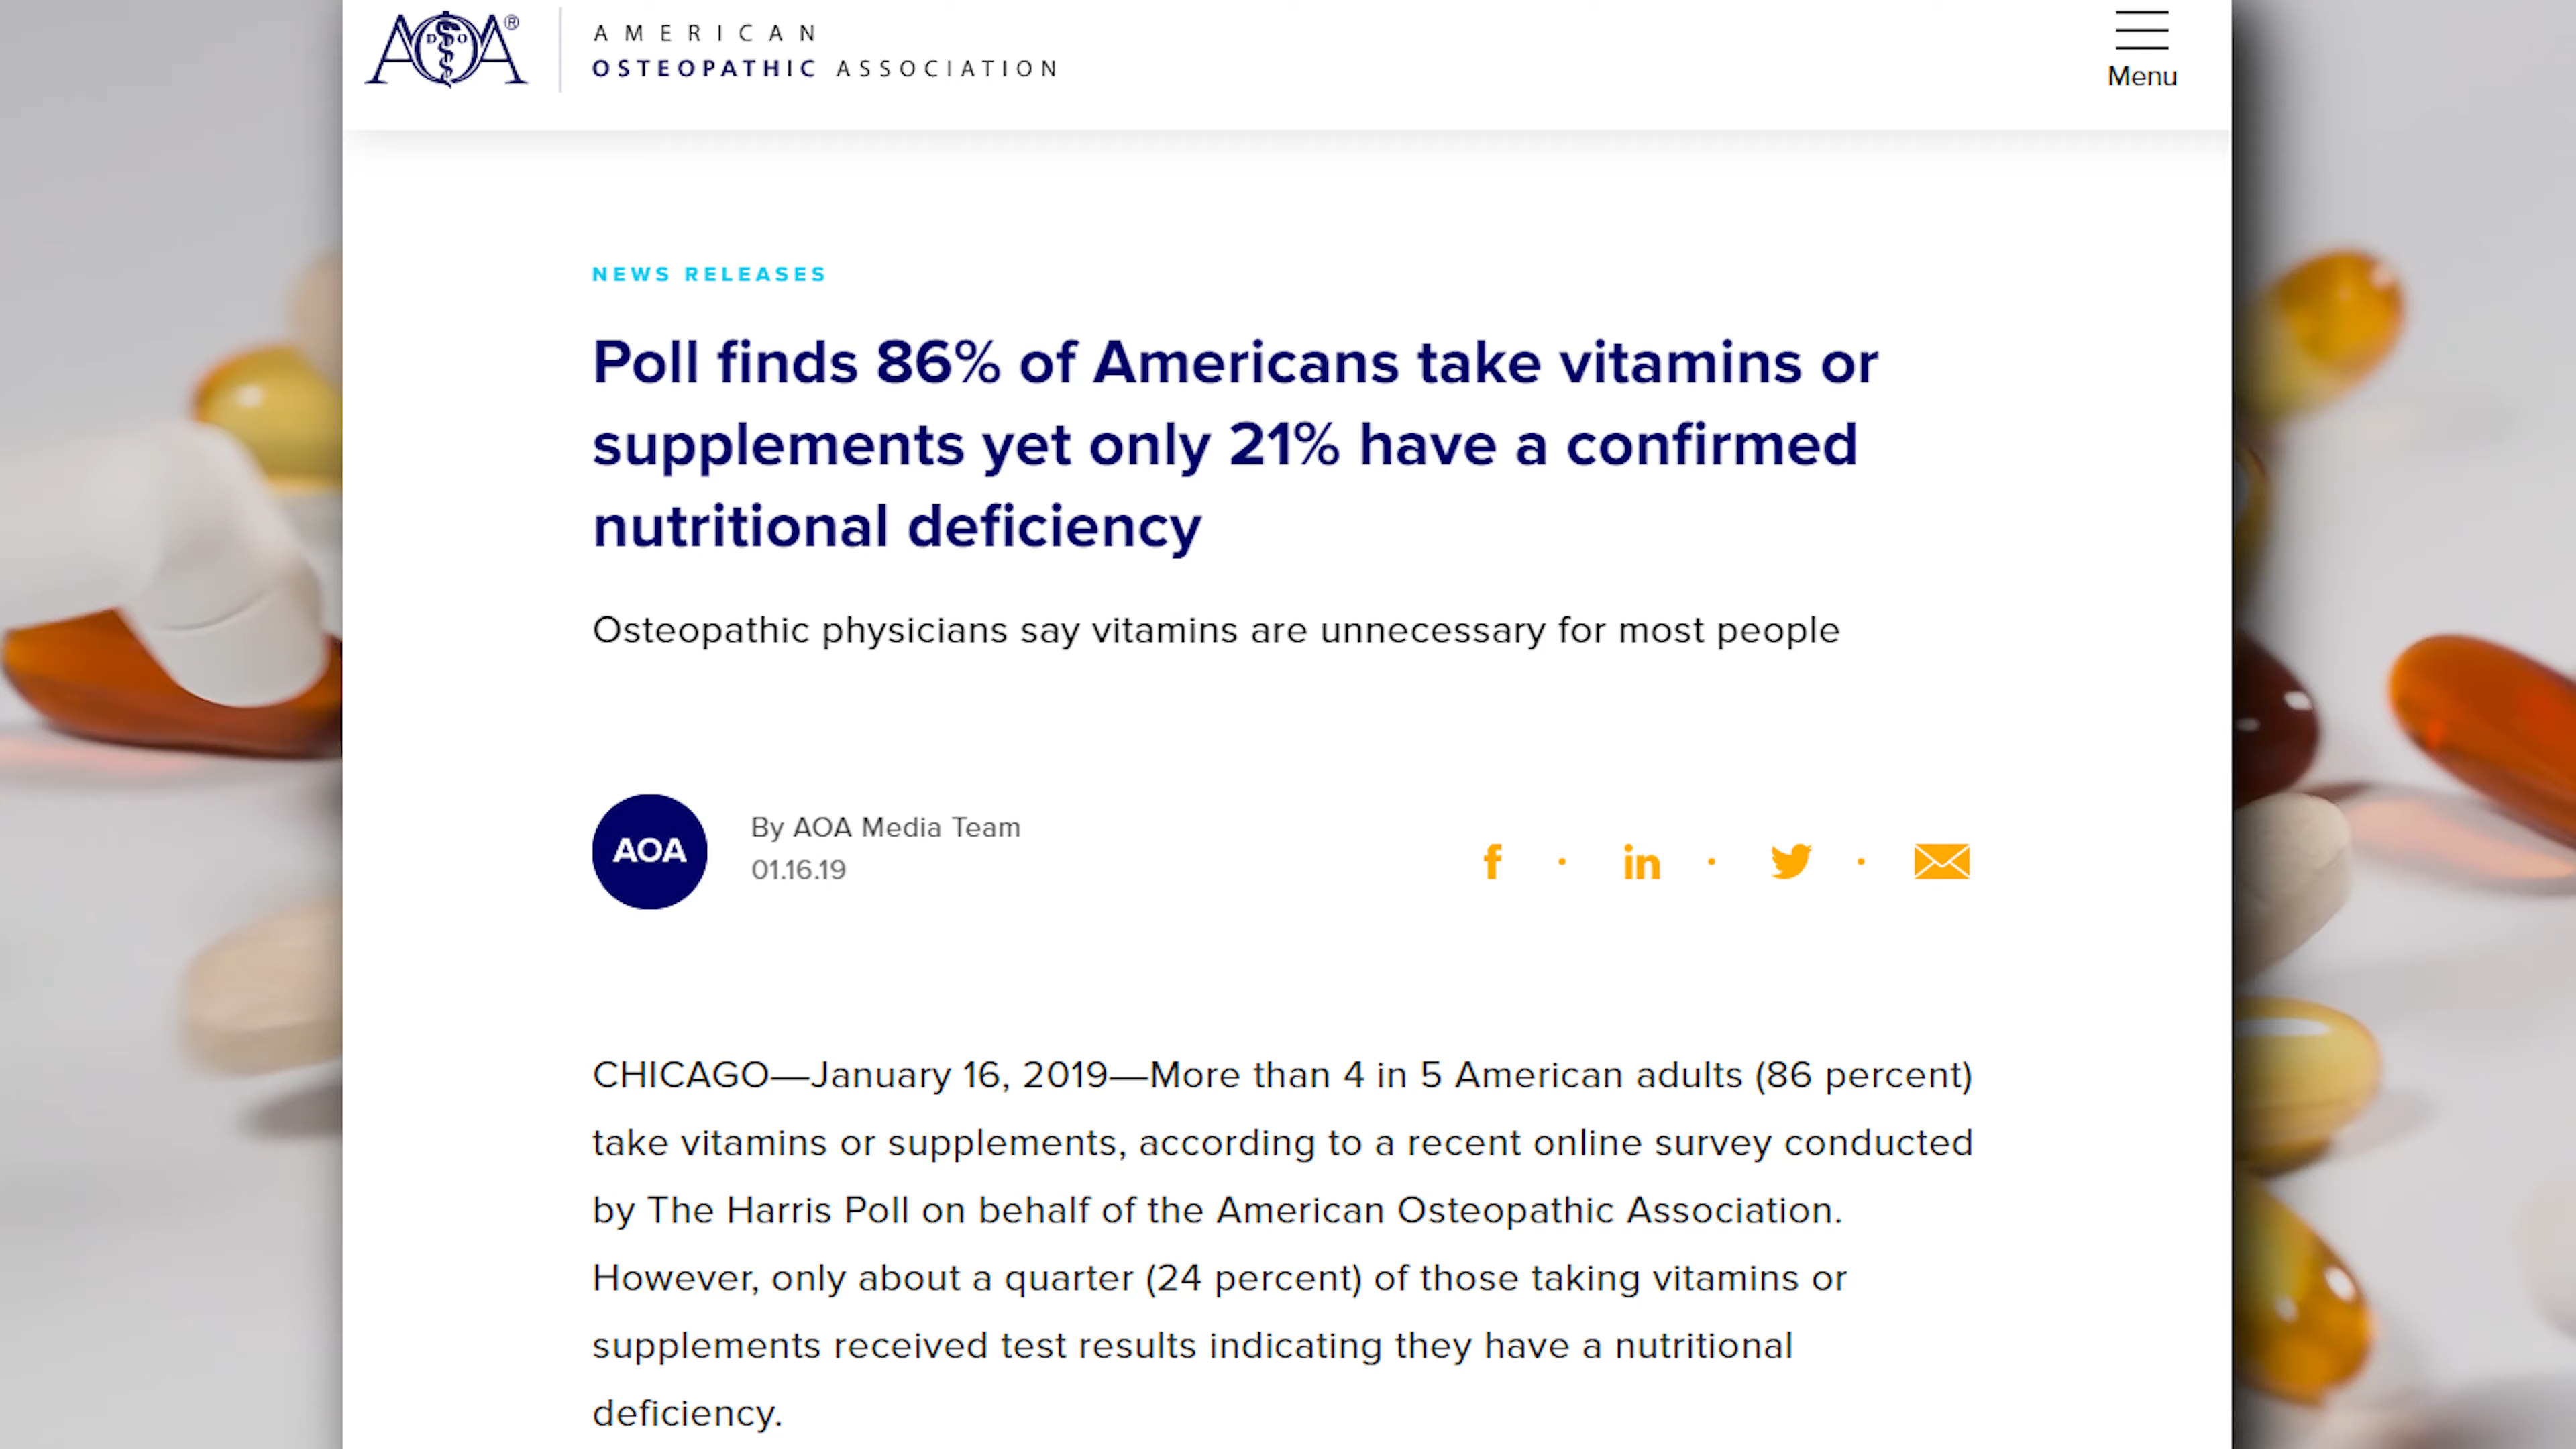 AOA®
DSO
AMERICAN
OSTEOPATHIC ASSOCIATION
Menu
NEWS RELEASES
Poll finds 86% of Americans take vitamins or
supplements yet only 21% have a confirmed
nutritional deficiency
Osteopathic physicians say vitamins are unnecessary for most people
AOA
By AOA Media Team
01.16.19
f
in
CHICAGO—January 16, 2019—More than 4 in 5 American adults (86 percent)
take vitamins or supplements, according to a recent online survey conducted
by The Harris Poll on behalf of the American Osteopathic Association.
However, only about a quarter (24 percent) of those taking vitamins or
supplements received test results indicating they have a nutritional
deficiency.